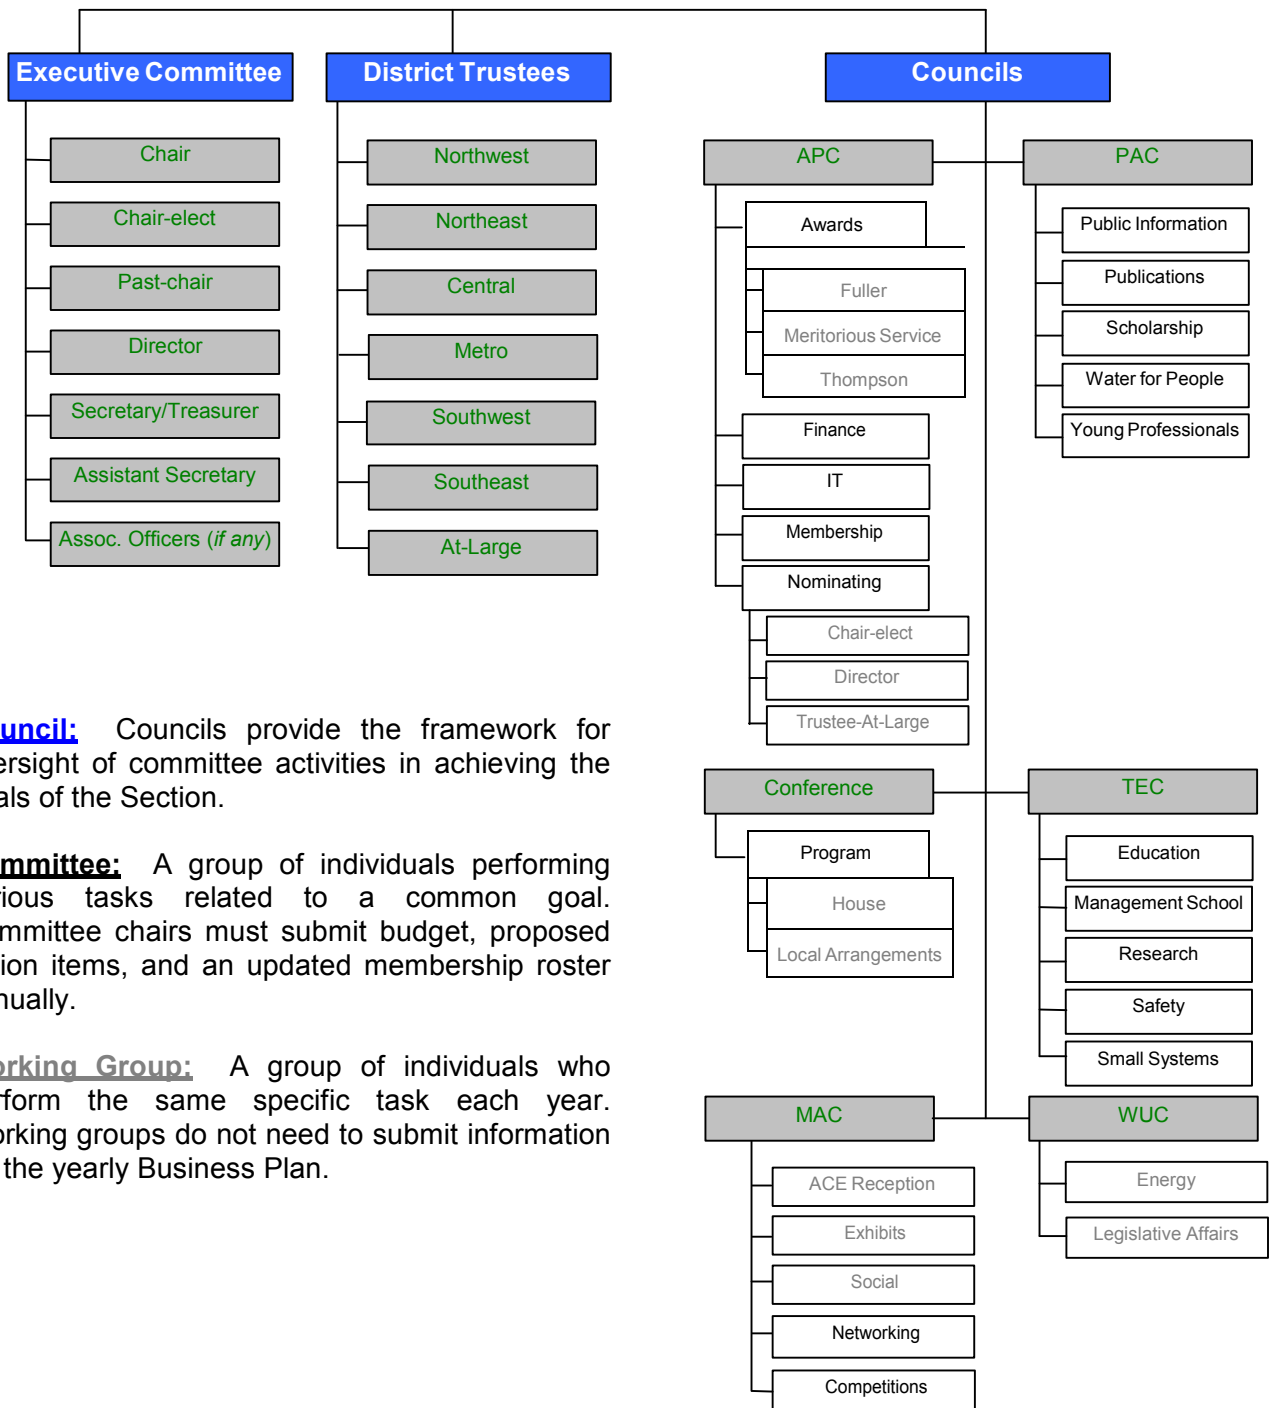 Executive Committee
Chair
Chair-elect
Past-chair
Director
Secretary/Treasurer
Assistant Secretary
Assoc. Officers (if any)
District Trustees
Northwest
Northeast
Central
Metro
Southwest
Southeast
At-Large
Councils
APC
Awards
Fuller
Meritorious Service
Thompson
Finance
IT
Membership
Nominating
Chair-elect
Director
Trustee-At-Large
PAC
Public Information
Publications
Scholarship
Water for People
Young Professionals
Conference
Program
House
Local Arrangements
TEC
Education
Management School
Research
Safety
Small Systems
MAC
ACE Reception
Exhibits
Social
Networking
Competitions
WUC
Energy
Legislative Affairs
uncil: Councils provide the framework for
ersight of committee activities in achieving the
als of the Section.
mmittee: A group of individuals performing
rious tasks related to a common goal.
mmittee chairs must submit budget, proposed
tion items, and an updated membership roster
nually.
orking Group: A group of individuals who
rform the same specific task each year.
orking groups do not need to submit information
the yearly Business Plan.